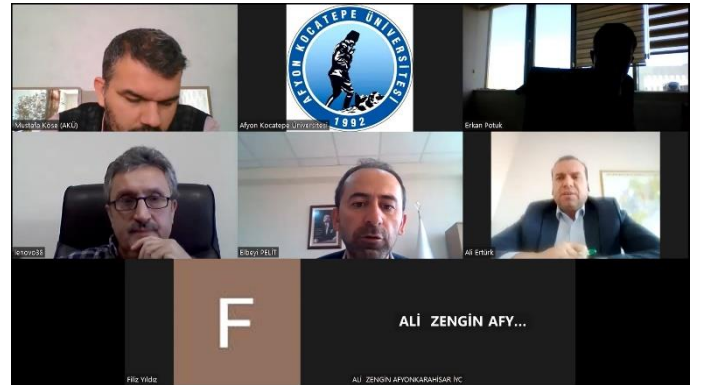 AFYON KOCATEPE ÜNİVERSİTESİ
1992
Mustafa Köse (AKÜ)
Afyon Kocatepe Üniversitesi
Erkan Potuk
lenovo38
Elbeyi PELİT
Ali Ertürk
F
ALİ ZENGİN AFY...
Filiz Yıldız
ALİ ZENGİN AFYONKARAHİSAR İYC